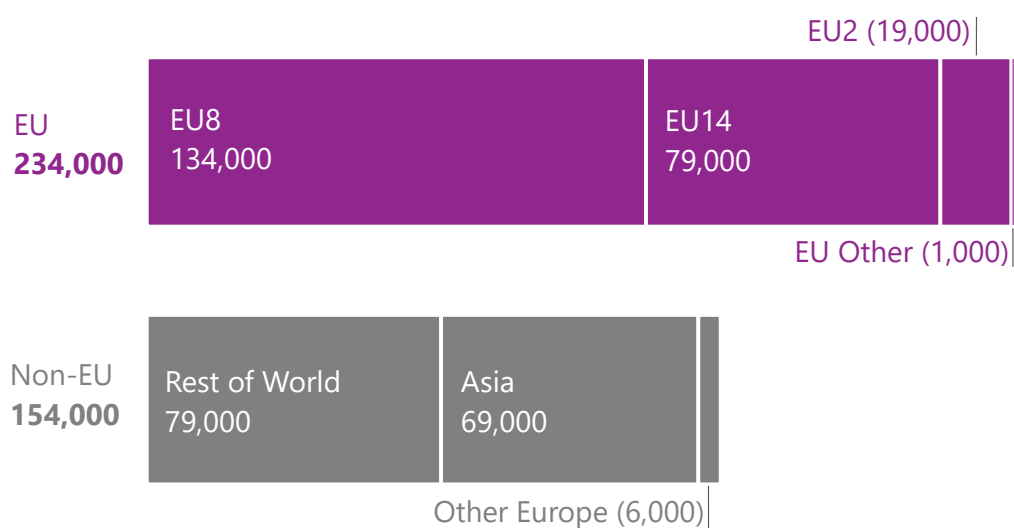 EU2 (19,000)
EU
234,000
EU8
134,000
EU14
79,000
EU Other (1,000)
Non-EU
154,000
Rest of World
79,000
Asia
69,000
Other Europe (6,000)